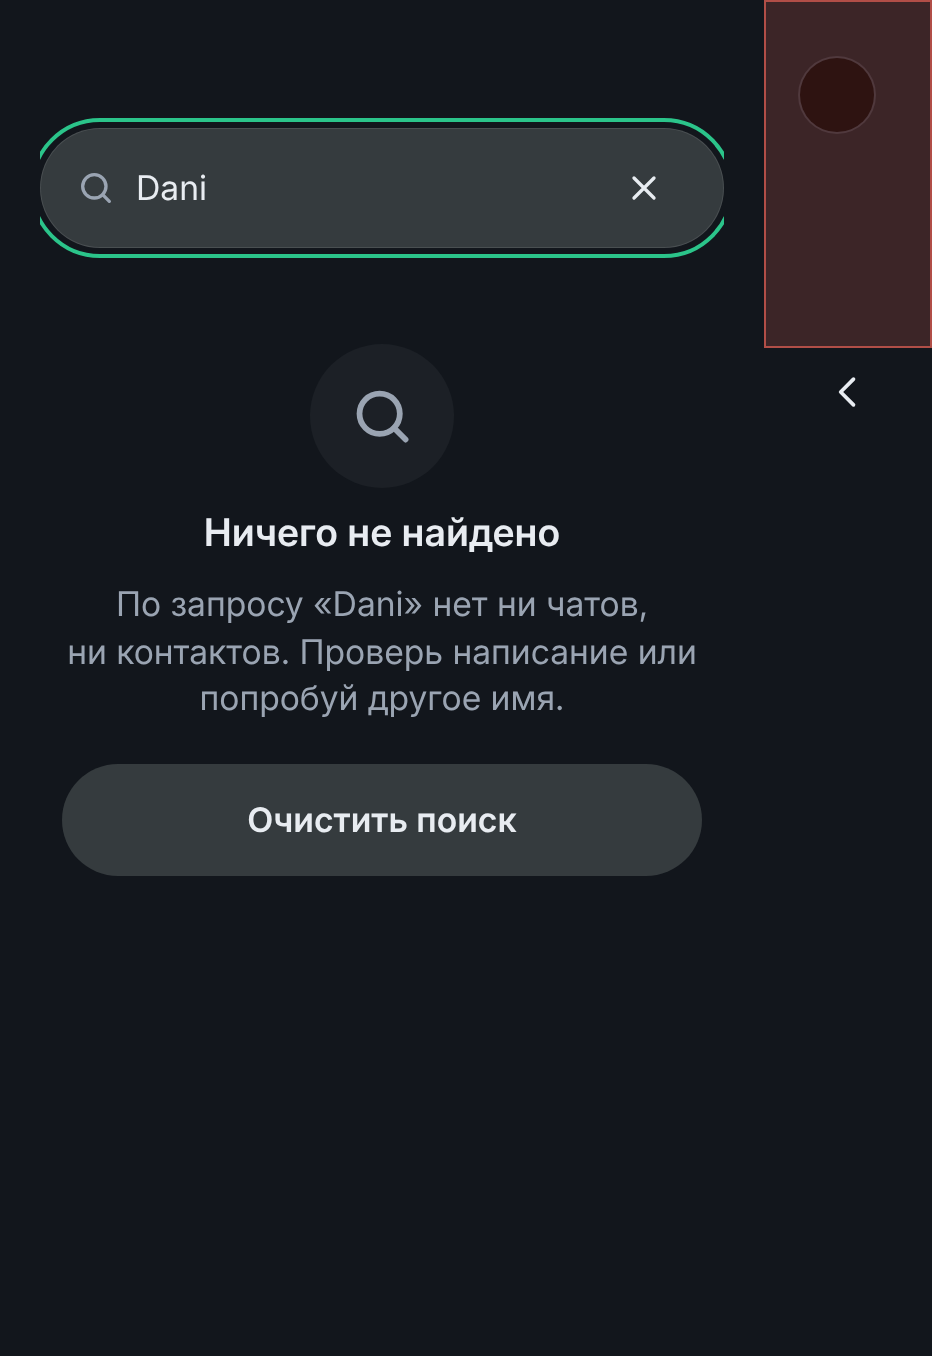 Dani
Ничего не найдено
По запросу «Dani» нет ни чатов,
ни контактов. Проверь написание или
попробуй другое имя.
Очистить поиск